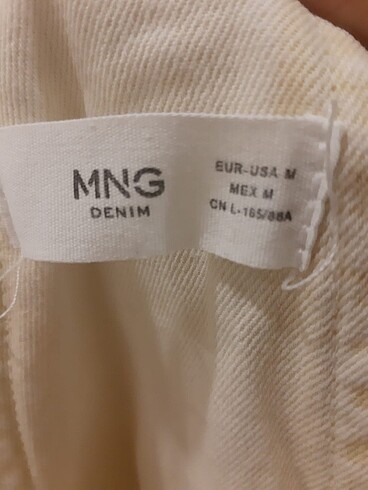 MNG
DENIM
EUR-USA M
MEX M
CN L-165/88A